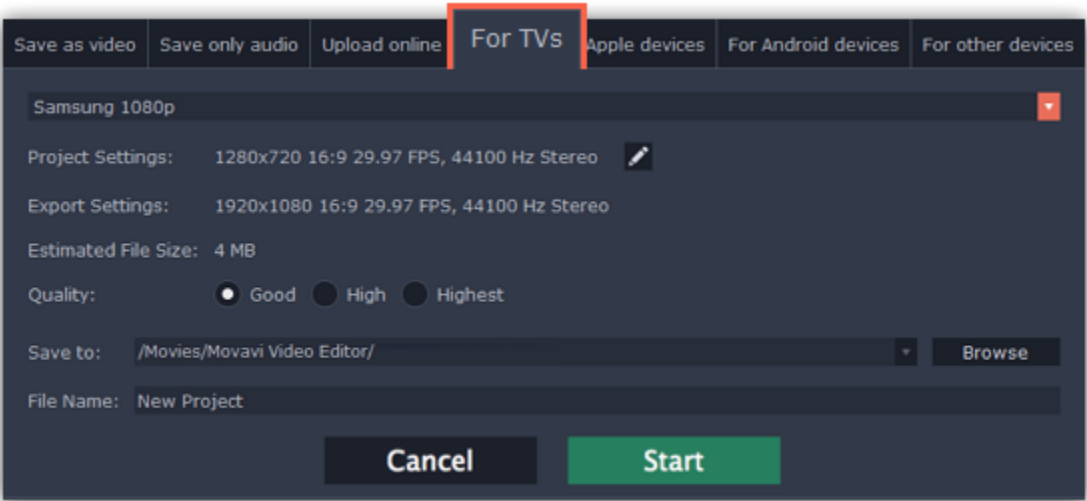 Save as video Save only audio Upload online For TVs Apple devices For Android devices For other devices
Samsung 1080p
Project Settings: 1280x720 16:9 29.97 FPS, 44100 Hz Stereo
Export Settings: 1920x1080 16:9 29.97 FPS, 44100 Hz Stereo
Estimated File Size: 4 MB
Quality: Good High Highest
Save to: /Movies/Movavi Video Editor/ Browse
File Name: New Project
Cancel Start